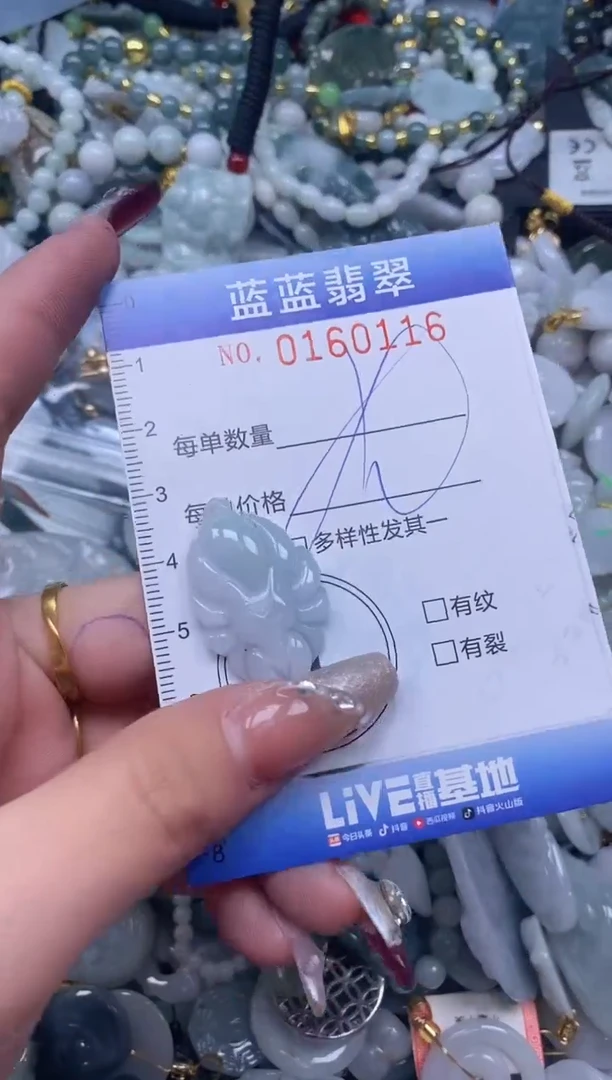 蓝蓝翡翠
NO. 0160116
1
2
每单数量
3
每 价格
4
多样性发其一
5
有纹
有裂
LiVE直播基地
今日头条 抖音 西瓜视频 抖音火山版
8
CE